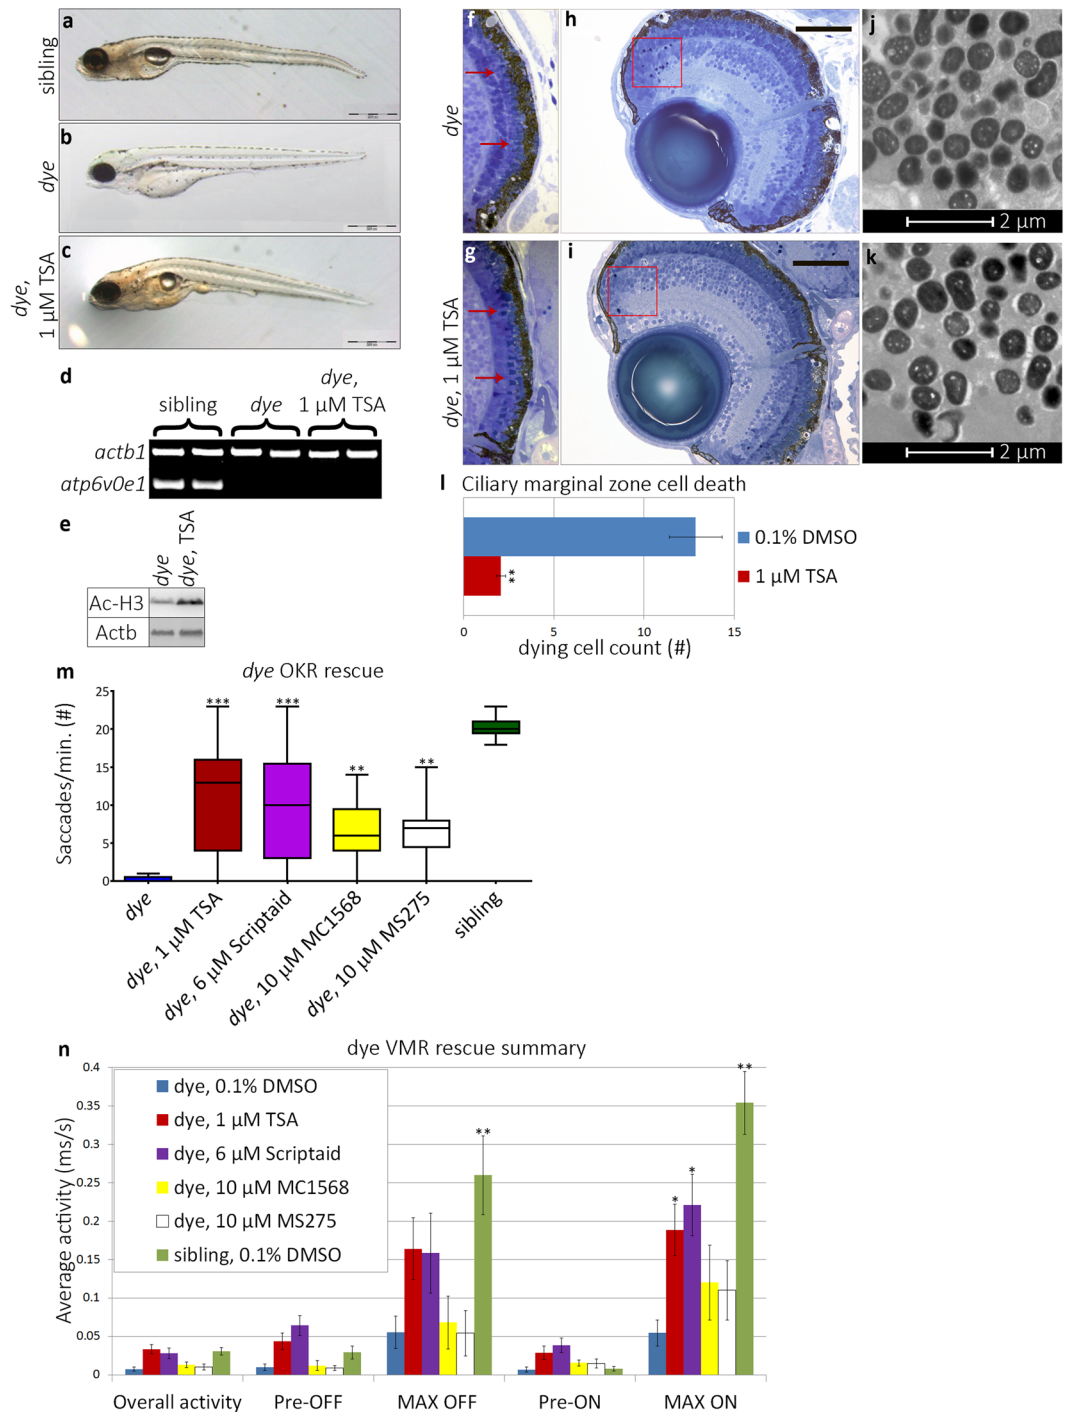 a
sibling
b
dye
c
dye,
1 µM TSA
d
sibling
dye
dye,
1 µM TSA
actb1
atp6v0e1
e
dye
dye, TSA
Ac-H3
Actb
f
h
j
dye
2 µm
g
i
k
dye, 1 µM TSA
2 µm
l Ciliary marginal zone cell death
0.1% DMSO
1 µM TSA
**
0 5 10 15
dying cell count (#)
m
dye OKR rescue
Saccades/min. (#)
25
20
15
10
5
0
*** *** ** **
dye
dye, 1 µM TSA
dye, 6 µM Scriptaid
dye, 10 µM MC1568
dye, 10 µM MS275
sibling
n
dye VMR rescue summary
Average activity (ms/s)
0.4
0.35
0.3
0.25
0.2
0.15
0.1
0.05
0
dye, 0.1% DMSO
dye, 1 µM TSA
dye, 6 µM Scriptaid
dye, 10 µM MC1568
dye, 10 µM MS275
sibling, 0.1% DMSO
** * * **
Overall activity Pre-OFF MAX OFF Pre-ON MAX ON